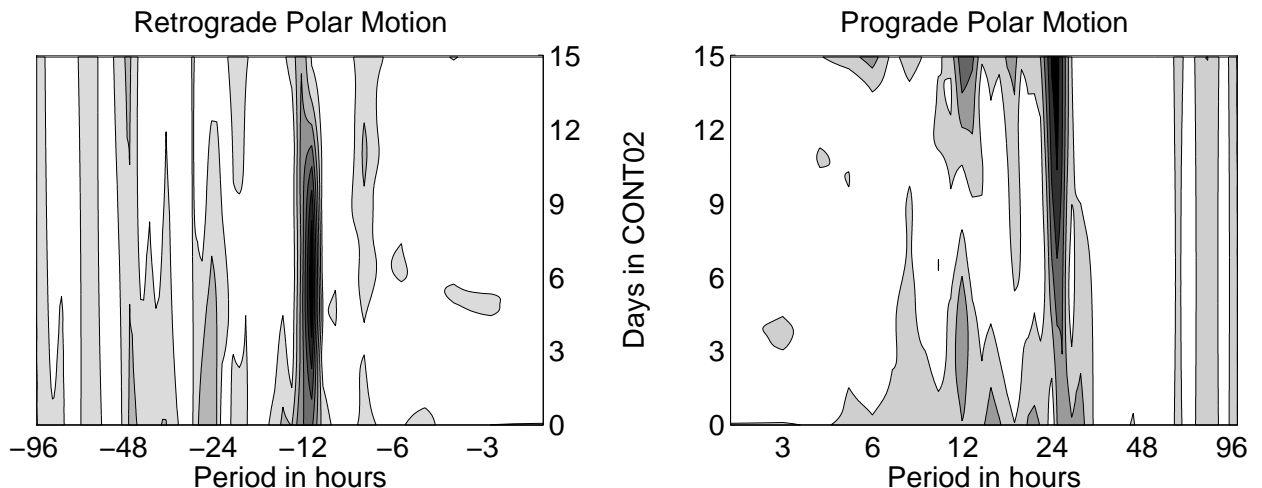 Retrograde Polar Motion
Prograde Polar Motion
15
12
9
6
3
0
Days in CONT02
15
12
9
6
3
0
−96 −48 −24 −12 −6 −3
3 6 12 24 48 96
Period in hours
Period in hours